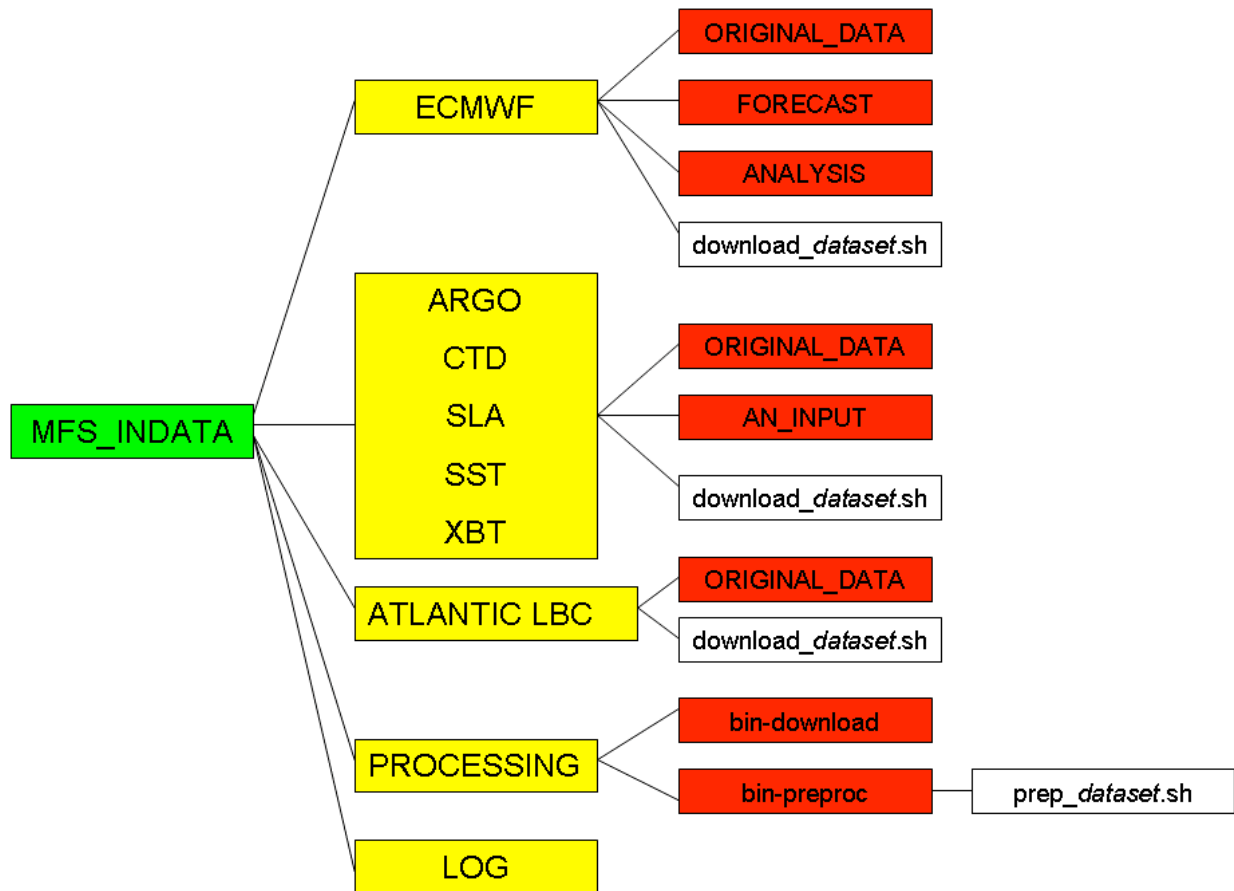 ORIGINAL_DATA
ECMWF
FORECAST
ANALYSIS
download_dataset.sh
ARGO
CTD
SLA
SST
XBT
ORIGINAL_DATA
AN_INPUT
download_dataset.sh
MFS_INDATA
ATLANTIC LBC
ORIGINAL_DATA
download_dataset.sh
PROCESSING
bin-download
bin-preproc
prep_dataset.sh
LOG